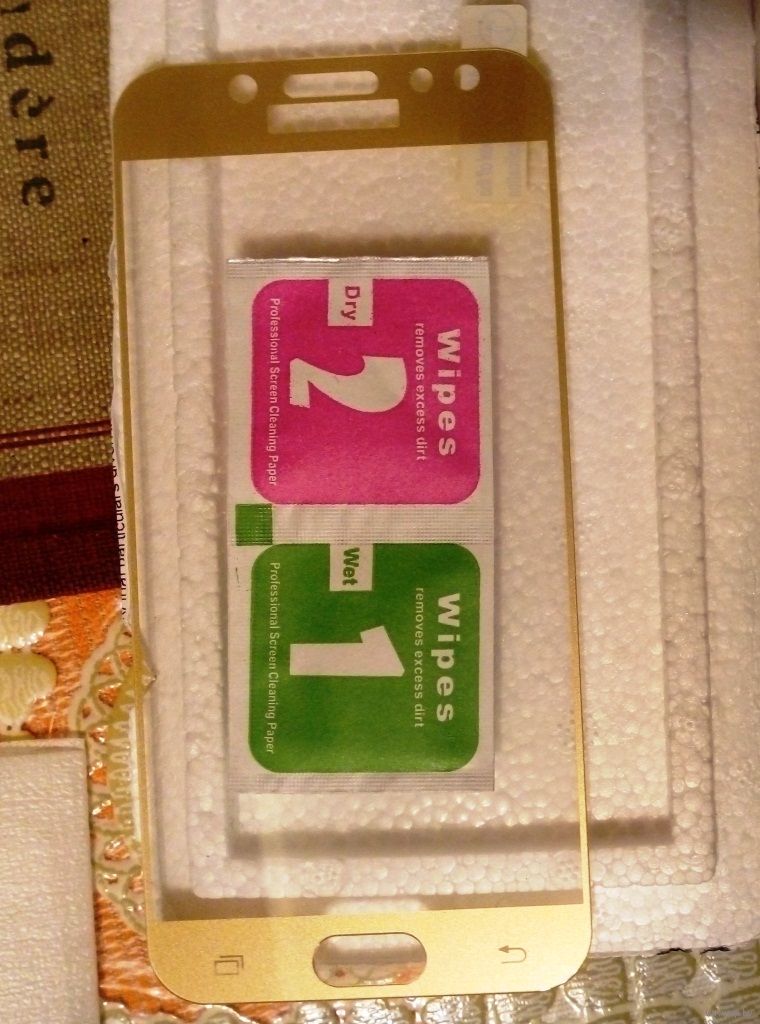 dère
Dry
Wipes
removes excess dirt
2
Professional Screen Cleaning Paper
Wet
Wipes
removes excess dirt
1
Professional Screen Cleaning Paper